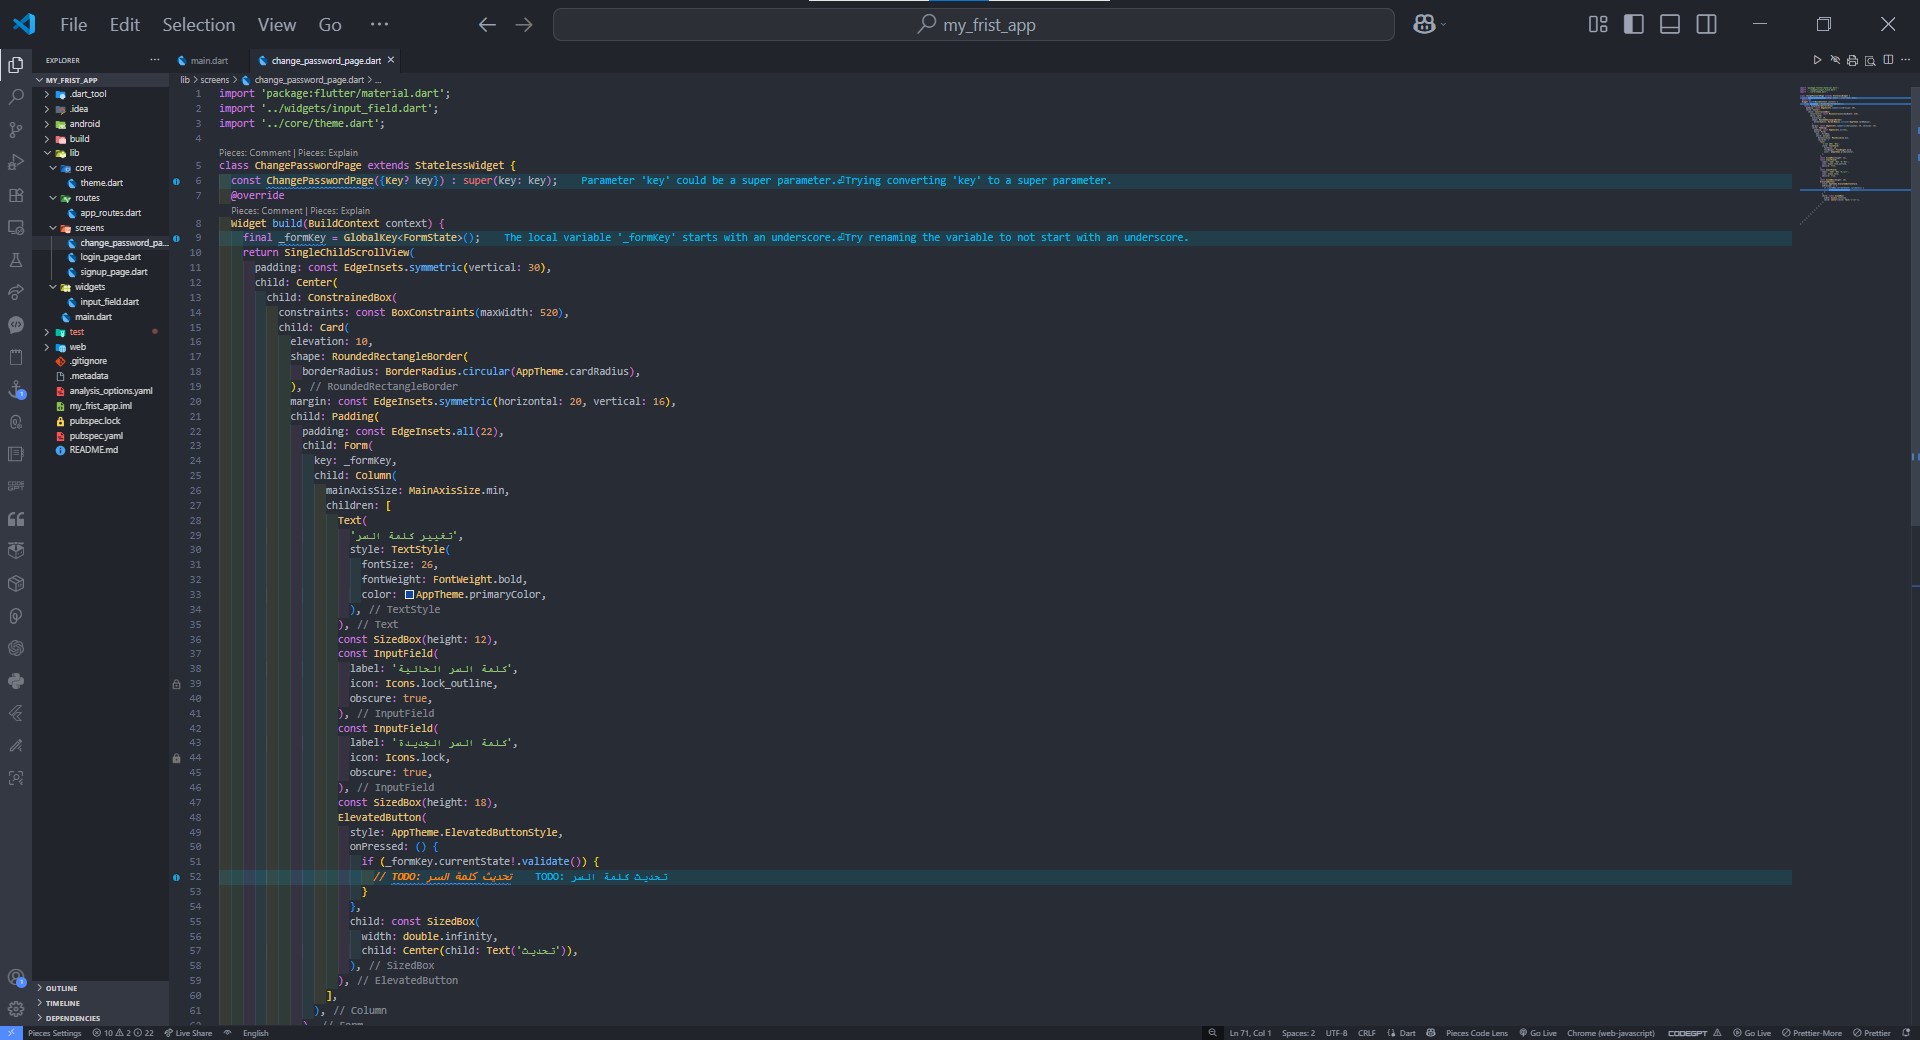 File Edit Selection View Go ···
my_frist_app
EXPLORER
MY_FRIST_APP
.dart_tool
.idea
android
build
lib
core
theme.dart
routes
app_routes.dart
screens
change_password_pa...
login_page.dart
signup_page.dart
widgets
input_field.dart
main.dart
test
web
.gitignore
.metadata
analysis_options.yaml
my_frist_app.iml
pubspec.lock
pubspec.yaml
README.md
OUTLINE
TIMELINE
DEPENDENCIES
main.dart change_password_page.dart
lib > screens > change_password_page.dart > ...
1 import 'package:flutter/material.dart';
2 import '../widgets/input_field.dart';
3 import '../core/theme.dart';
4
Pieces: Comment | Pieces: Explain
5 class ChangePasswordPage extends StatelessWidget {
6 const ChangePasswordPage({Key? key}) : super(key: key); Parameter 'key' could be a super parameter.⏎Trying converting 'key' to a super parameter.
7 @override
Pieces: Comment | Pieces: Explain
8 Widget build(BuildContext context) {
9 final _formKey = GlobalKey<FormState>(); The local variable '_formKey' starts with an underscore.⏎Try renaming the variable to not start with an underscore.
10 return SingleChildScrollView(
11 padding: const EdgeInsets.symmetric(vertical: 30),
12 child: Center(
13 child: ConstrainedBox(
14 constraints: const BoxConstraints(maxWidth: 520),
15 child: Card(
16 elevation: 10,
17 shape: RoundedRectangleBorder(
18 borderRadius: BorderRadius.circular(AppTheme.cardRadius),
19 ), // RoundedRectangleBorder
20 margin: const EdgeInsets.symmetric(horizontal: 20, vertical: 16),
21 child: Padding(
22 padding: const EdgeInsets.all(22),
23 child: Form(
24 key: _formKey,
25 child: Column(
26 mainAxisSize: MainAxisSize.min,
27 children: [
28 Text(
29 'تغيير كلمة السر',
30 style: TextStyle(
31 fontSize: 26,
32 fontWeight: FontWeight.bold,
33 color: AppTheme.primaryColor,
34 ), // TextStyle
35 ), // Text
36 const SizedBox(height: 12),
37 const InputField(
38 label: 'كلمة السر الحالية',
39 icon: Icons.lock_outline,
40 obscure: true,
41 ), // InputField
42 const InputField(
43 label: 'كلمة السر الجديدة',
44 icon: Icons.lock,
45 obscure: true,
46 ), // InputField
47 const SizedBox(height: 18),
48 ElevatedButton(
49 style: AppTheme.ElevatedButtonStyle,
50 onPressed: () {
51 if (_formKey.currentState!.validate()) {
52 // TODO: تحديث كلمة السر TODO: تحديث كلمة السر
53 }
54 },
55 child: const SizedBox(
56 width: double.infinity,
57 child: Center(child: Text('تحديث')),
58 ), // SizedBox
59 ), // ElevatedButton
60 ],
61 ), // Column
62 ), // Form
Pieces Settings 10 2 22 Live Share English
Ln 71, Col 1 Spaces: 2 UTF-8 CRLF Dart Pieces Code Lens Go Live Chrome (web-javascript) CODEGPT Go Live Prettier-More Prettier